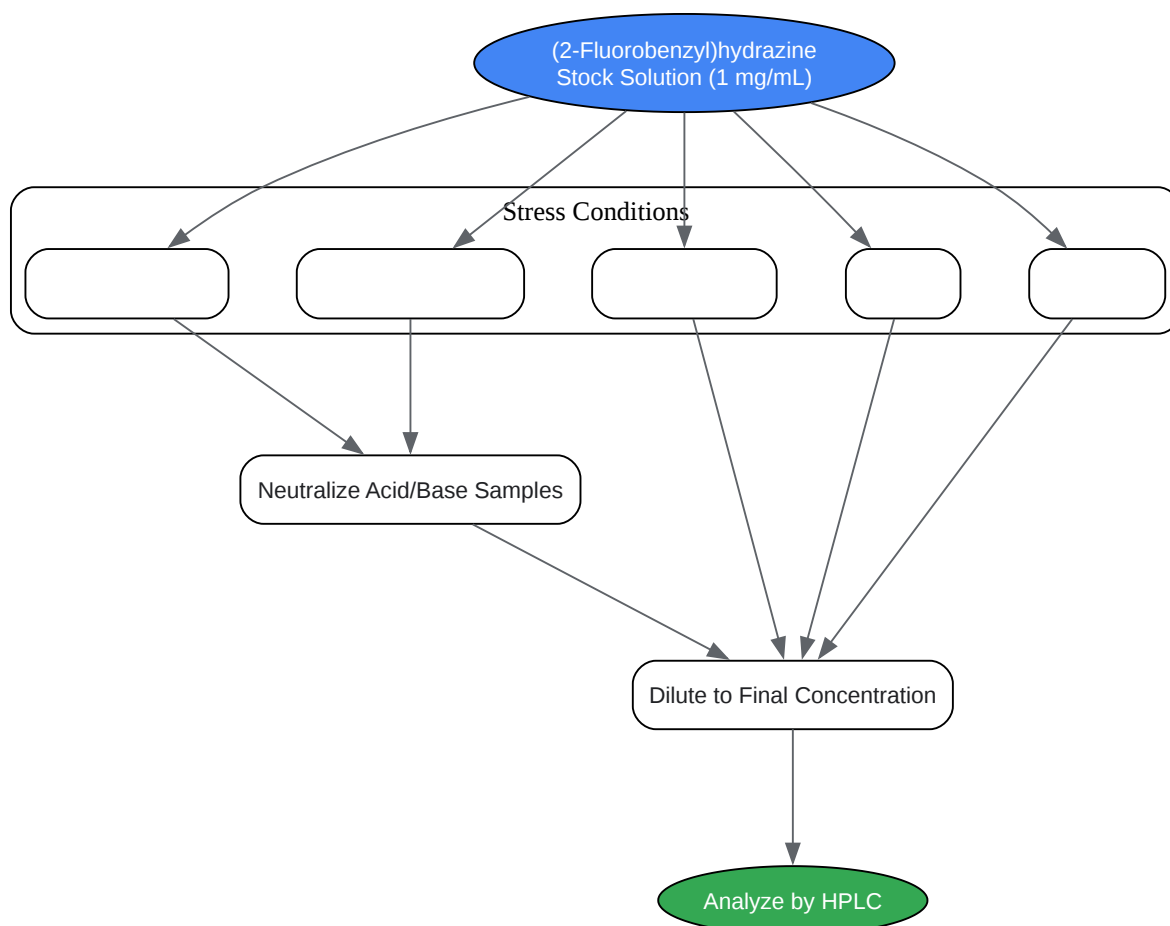 (2-Fluorobenzyl)hydrazine
Stock Solution (1 mg/mL)
Stress Conditions
Neutralize Acid/Base Samples
Dilute to Final Concentration
Analyze by HPLC